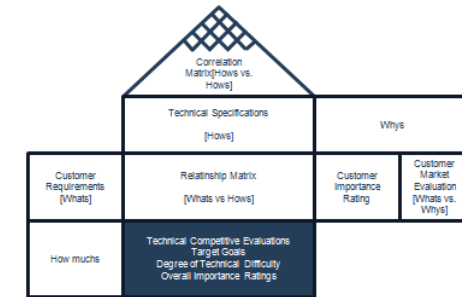 Correlation
Matrix[Hows vs.
Hows]
Technical Specifications
[Hows]
Whys
Customer
Requirements
[Whats]
Relatinship Matrix
[Whats vs Hows]
Customer
Importance
Rating
Customer
Market
Evaluation
[Whats vs.
Whys]
How muchs
Technical Competitive Evaluations
Target Goals
Degree of Technical Difficulty
Overall Importance Ratings